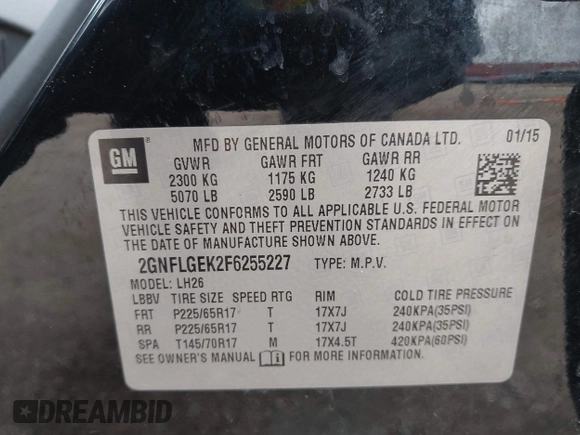 GM
MFD BY GENERAL MOTORS OF CANADA LTD. 01/15
GVWR GAWR FRT GAWR RR
2300 KG 1175 KG 1240 KG
5070 LB 2590 LB 2733 LB
THIS VEHICLE CONFORMS TO ALL APPLICABLE U.S. FEDERAL MOTOR
VEHICLE SAFETY AND THEFT PREVENTION STANDARDS IN EFFECT ON
THE DATE OF MANUFACTURE SHOWN ABOVE.
2GNFLGEK2F6255227 TYPE: M.P.V.
MODEL: LH26
LBBV TIRE SIZE SPEED RTG RIM COLD TIRE PRESSURE
FRT P225/65R17 T 17X7J 240KPA(35PSI)
RR P225/65R17 T 17X7J 240KPA(35PSI)
SPA T145/70R17 M 17X4.5T 420KPA(60PSI)
SEE OWNER'S MANUAL FOR MORE INFORMATION.
DREAMBID